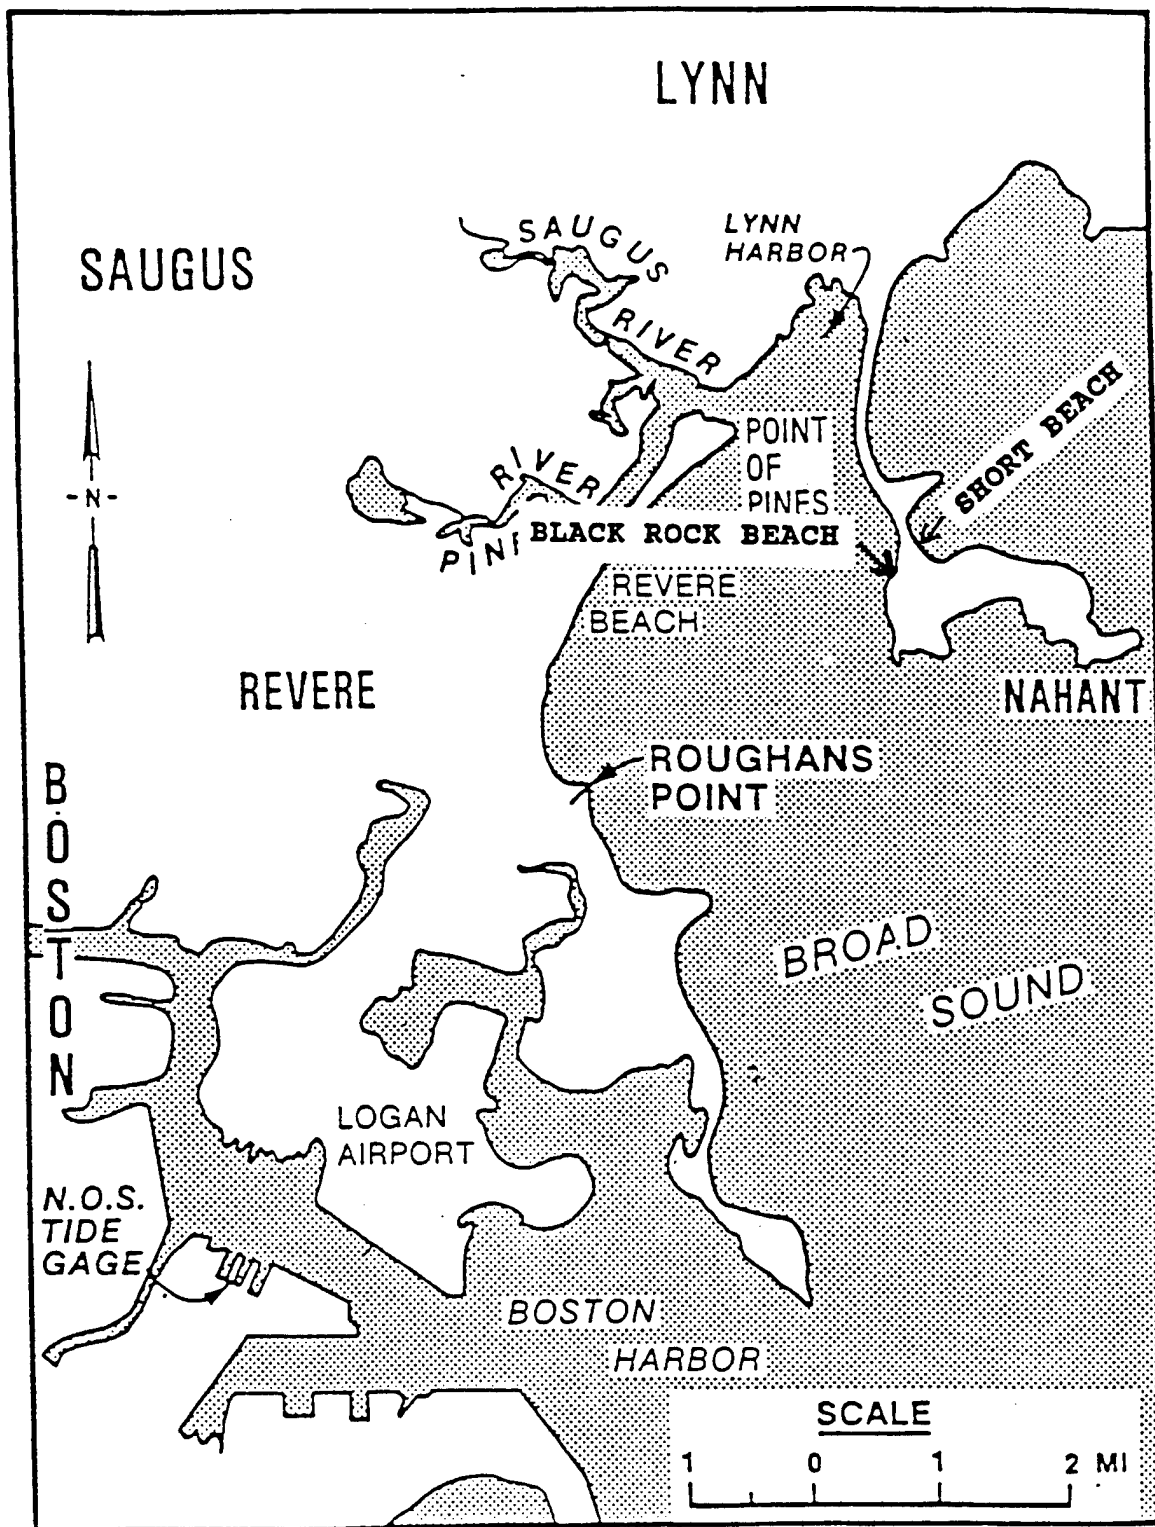 LYNN
SAUGUS
SAUGUS
RIVER
LYNN
HARBOR
SHORT BEACH
POINT
OF
PINES
RIVER
PIN
BLACK ROCK BEACH
-N-
REVERE
BEACH
REVERE
NAHANT
ROUGHANS
POINT
BOSTON
BROAD
SOUND
LOGAN
AIRPORT
N.O.S.
TIDE
GAGE
BOSTON
HARBOR
SCALE
1 0 1 2 MI